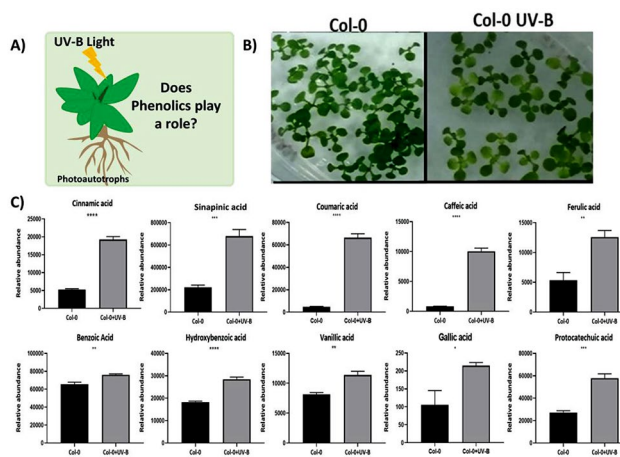 A)
UV-B Light
Does
Phenolics play
a role?
Photoautotrophs
B)
Col-0
Col-0 UV-B
C)
Cinnamic acid
****
Relative abundance
25000
20000
15000
10000
5000
0
Col-0
Col-0+UV-B
Sinapinic acid
***
Relative abundance
800000
600000
400000
200000
0
Col-0
Col-0+UV-B
Coumaric acid
****
Relative abundance
80000
60000
40000
20000
0
Col-0
Col-0+UV-B
Caffeic acid
****
Relative abundance
15000
10000
5000
0
Col-0
Col-0+UV-B
Ferulic acid
**
Relative abundance
15000
10000
5000
0
Col-0
Col-0+UV-B
Benzoic Acid
**
Relative abundance
100000
80000
60000
40000
20000
0
Col-0
Col-0+UV-B
Hydroxybenzoic acid
****
Relative abundance
40000
30000
20000
10000
0
Col-0
Col-0+UV-B
Vanillic acid
**
Relative abundance
15000
10000
5000
0
Col-0
Col-0+UV-B
Gallic acid
*
Relative abundance
250
200
150
100
50
0
Col-0
Col-0+UV-B
Protocatechuic acid
***
Relative abundance
80000
60000
40000
20000
0
Col-0
Col-0+UV-B